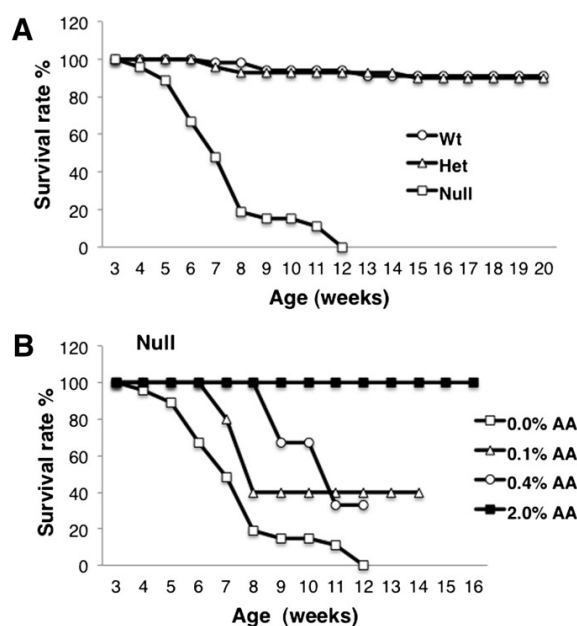 A
Survival rate %
120
100
80
60
40
20
0
Wt
Het
Null
3 4 5 6 7 8 9 10 11 12 13 14 15 16 17 18 19 20
Age (weeks)
B
Null
Survival rate %
120
100
80
60
40
20
0
0.0% AA
0.1% AA
0.4% AA
2.0% AA
3 4 5 6 7 8 9 10 11 12 13 14 15 16
Age (weeks)